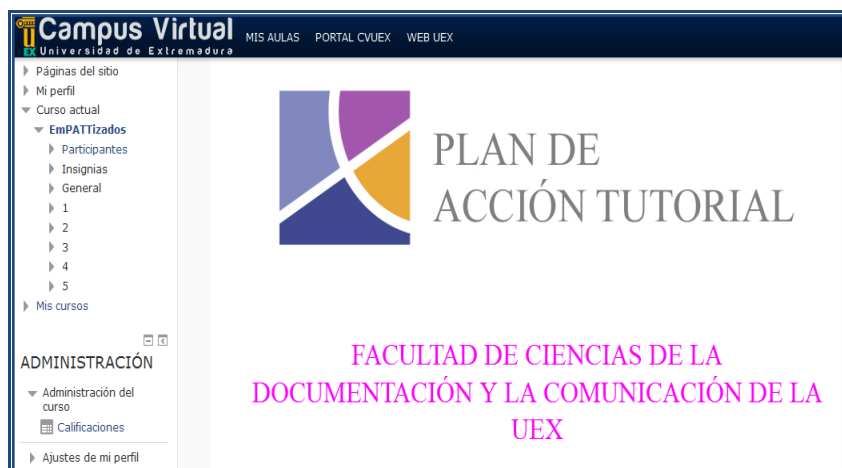 Campus Virtual
UEX Universidad de Extremadura
MIS AULAS PORTAL CVUEX WEB UEX
Páginas del sitio
Mi perfil
Curso actual
EmPATTizados
Participantes
Insignias
General
1
2
3
4
5
Mis cursos
ADMINISTRACIÓN
Administración del
curso
Calificaciones
Ajustes de mi perfil
PLAN DE
ACCIÓN TUTORIAL
FACULTAD DE CIENCIAS DE LA
DOCUMENTACIÓN Y LA COMUNICACIÓN DE LA
UEX